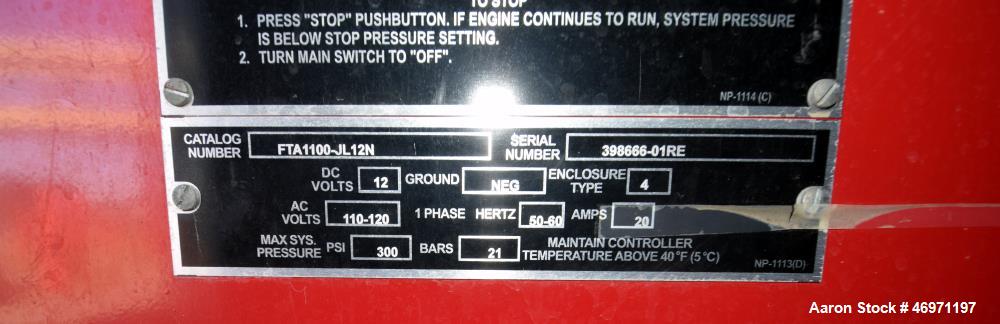 TO STOP
1. PRESS "STOP" PUSHBUTTON. IF ENGINE CONTINUES TO RUN, SYSTEM PRESSURE
IS BELOW STOP PRESSURE SETTING.
2. TURN MAIN SWITCH TO "OFF".
NP-1114 (C)
CATALOG NUMBER FTA1100-JL12N SERIAL NUMBER 398666-01RE
DC VOLTS 12 GROUND NEG ENCLOSURE TYPE 4
AC VOLTS 110-120 1 PHASE HERTZ 50-60 AMPS 20
MAX SYS. PRESSURE PSI 300 BARS 21 MAINTAIN CONTROLLER
TEMPERATURE ABOVE 40°F (5°C)
NP-1113(D)
Aaron Stock # 46971197